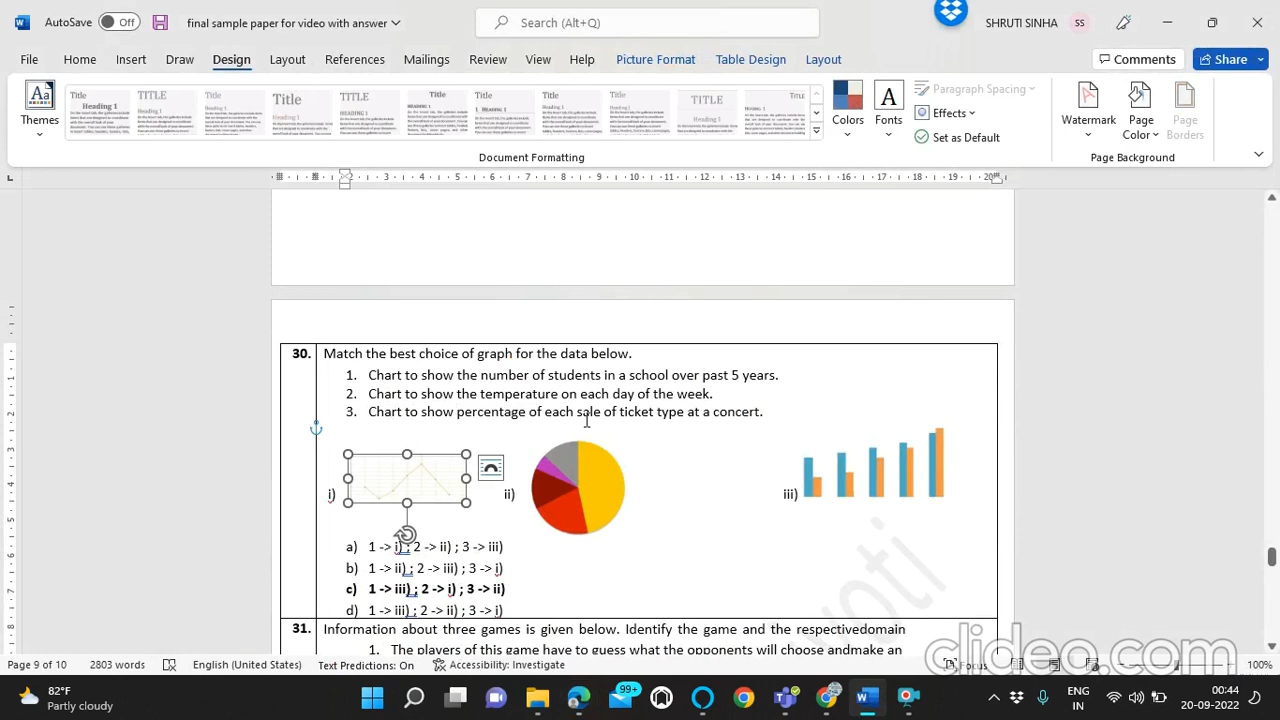 AutoSave Off final sample paper for video with answer Search (Alt+Q) SHRUTI SINHA SS
File Home Insert Draw Design Layout References Mailings Review View Help Picture Format Table Design Layout Comments Share
Themes Colors Fonts Paragraph Spacing Effects Set as Default Watermark Page Color Page Borders
Document Formatting Page Background
30. Match the best choice of graph for the data below.
1. Chart to show the number of students in a school over past 5 years.
2. Chart to show the temperature on each day of the week.
3. Chart to show percentage of each sale of ticket type at a concert.
i) ii) iii)
a) 1 -> i) ; 2 -> ii) ; 3 -> iii)
b) 1 -> ii) ; 2 -> iii) ; 3 -> i)
c) 1 -> iii) ; 2 -> i) ; 3 -> ii)
d) 1 -> iii) ; 2 -> ii) ; 3 -> i)
31. Information about three games is given below. Identify the game and the respectivedomain
1. The players of this game have to guess what the opponents will choose andmake an
clideo.com
Page 9 of 10 2803 words English (United States) Text Predictions: On Accessibility: Investigate Focus 100%
82°F
Partly cloudy
99+
ENG
IN
00:44
20-09-2022